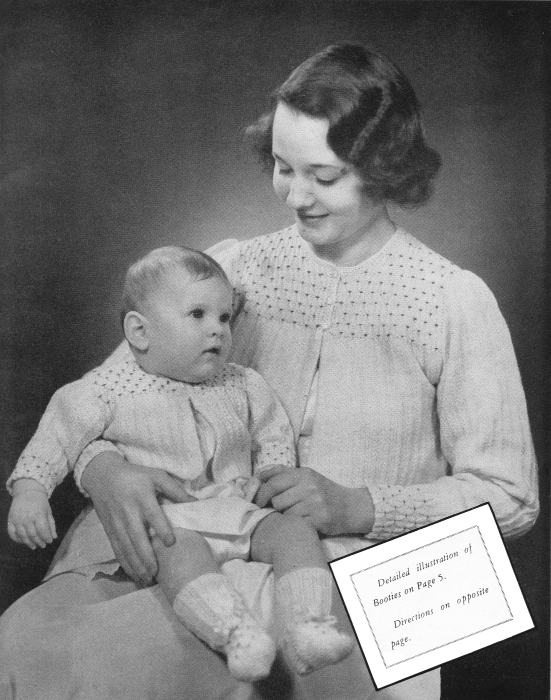 Detailed illustration of
Booties on Page 5.
Directions on opposite
page.